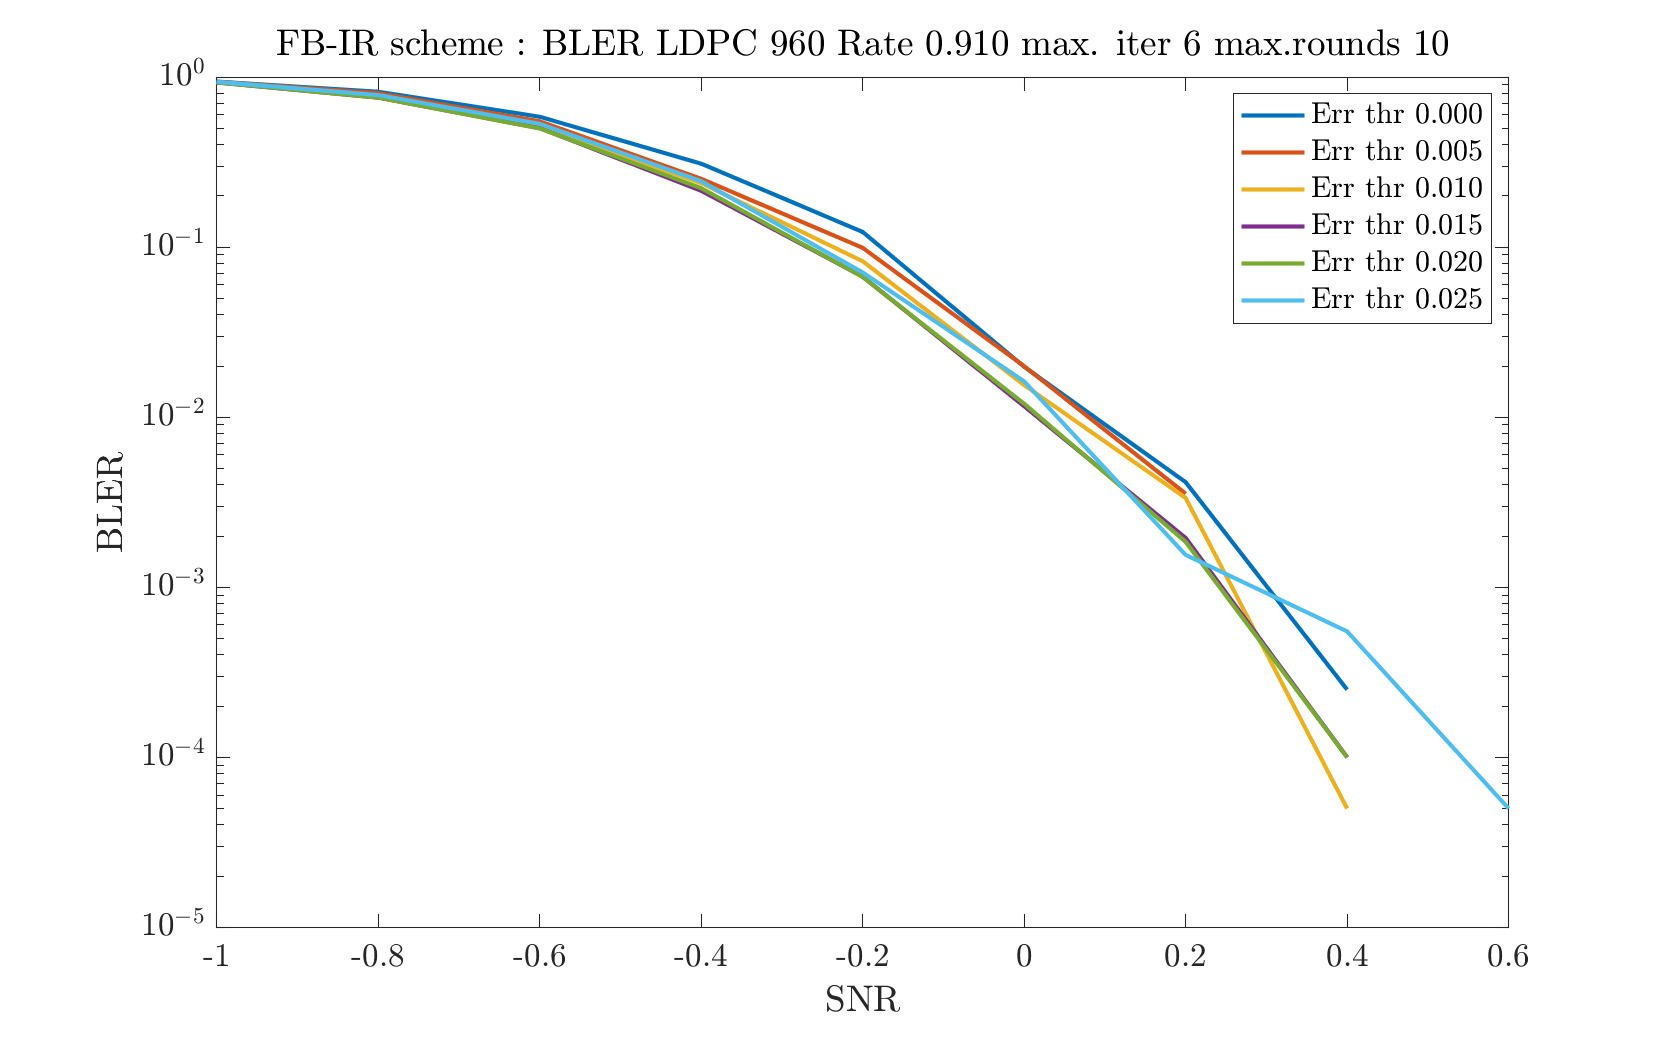 FB-IR scheme : BLER LDPC 960 Rate 0.910 max. iter 6 max.rounds 10
10^0
10^−1
10^−2
10^−3
10^−4
10^−5
BLER
Err thr 0.000
Err thr 0.005
Err thr 0.010
Err thr 0.015
Err thr 0.020
Err thr 0.025
-1 -0.8 -0.6 -0.4 -0.2 0 0.2 0.4 0.6
SNR